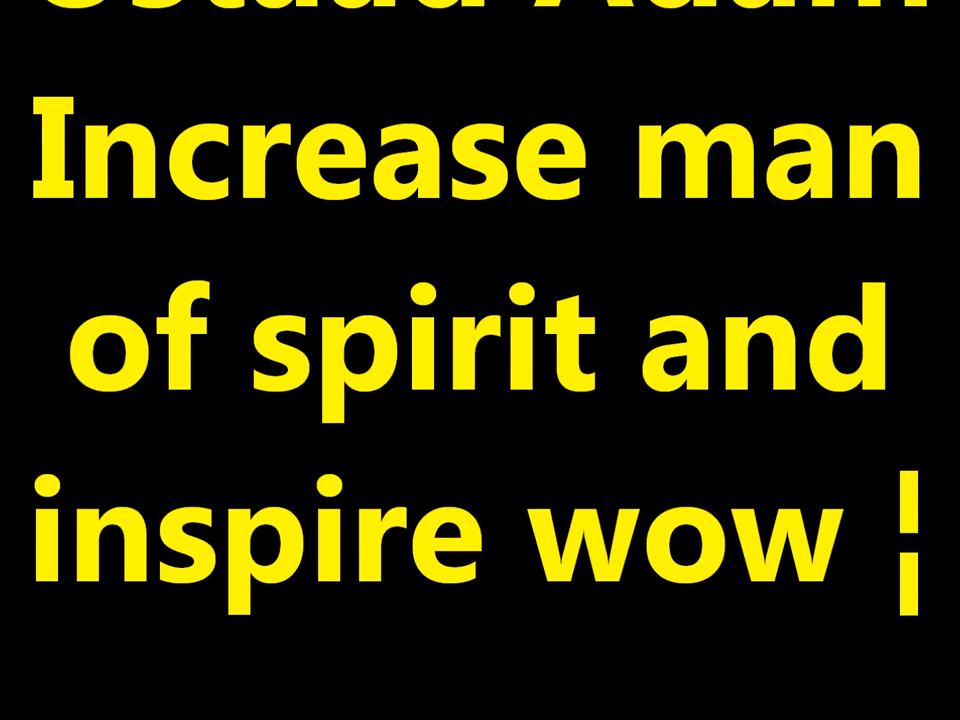 Increase man
of spirit and
inspire wow ¦